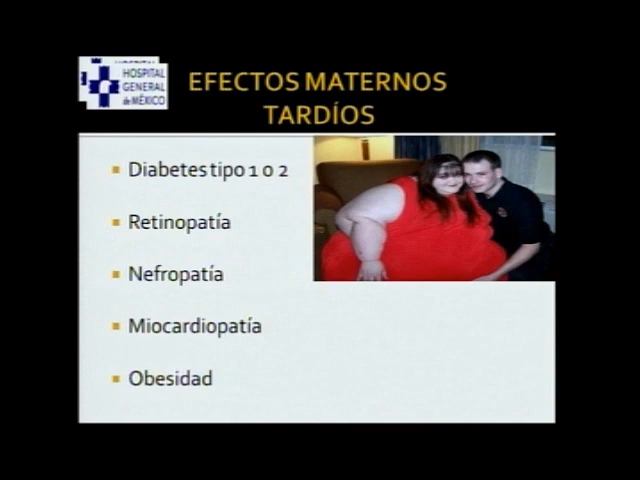 HOSPITAL
GENERAL
de MÉXICO
EFECTOS MATERNOS
TARDÍOS
Diabetes tipo 1 o 2
Retinopatía
Nefropatía
Miocardiopatía
Obesidad